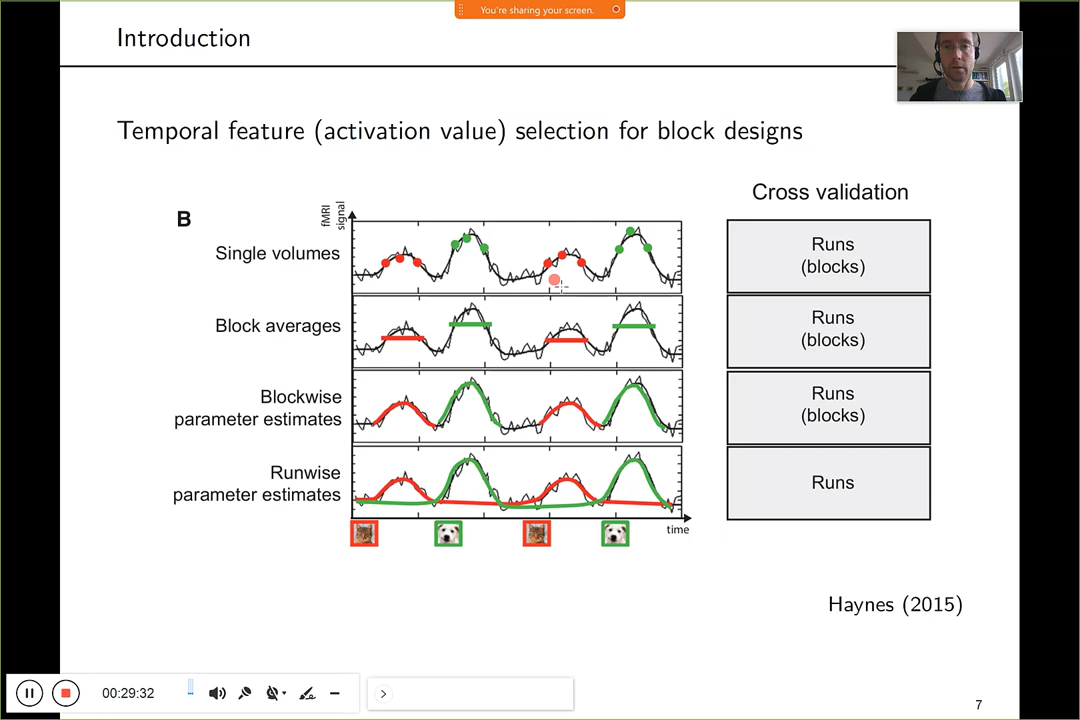 You're sharing your screen.
Introduction
Temporal feature (activation value) selection for block designs
Cross validation
B
fMRI
signal
Single volumes
Runs
(blocks)
Block averages
Runs
(blocks)
Blockwise
parameter estimates
Runs
(blocks)
Runwise
parameter estimates
Runs
time
Haynes (2015)
00:29:32
7